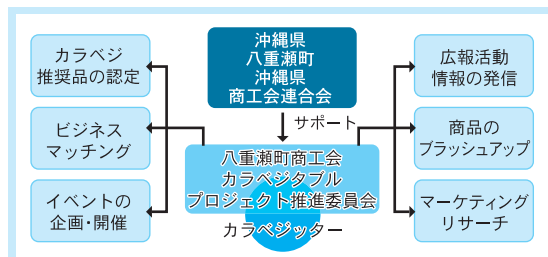 カラベジ
推奨品の認定
ビジネス
マッチング
イベントの
企画・開催
沖縄県
八重瀬町
沖縄県
商工会連合会
サポート
八重瀬町商工会
カラベジタブル
プロジェクト推進委員会
カラベジッター
広報活動
情報の発信
商品の
ブラッシュアップ
マーケティング
リサーチ